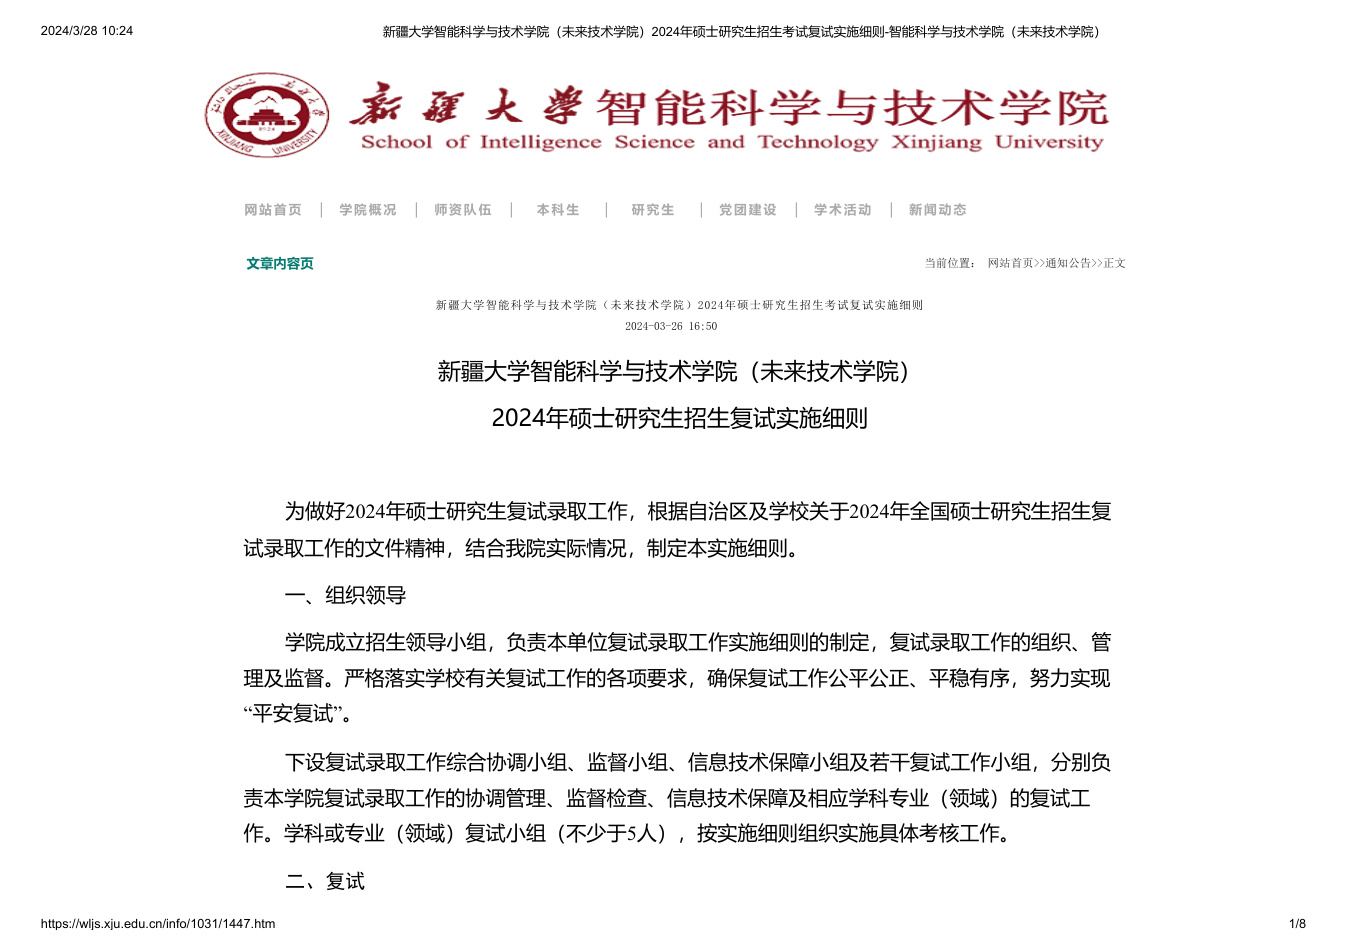 2024/3/28 10:24
新疆大学智能科学与技术学院（未来技术学院）2024年硕士研究生招生考试复试实施细则-智能科学与技术学院（未来技术学院）
新疆大学智能科学与技术学院
School of Intelligence Science and Technology Xinjiang University
XINJIANG UNIVERSITY
1924
网站首页 | 学院概况 | 师资队伍 | 本科生 | 研究生 | 党团建设 | 学术活动 | 新闻动态
文章内容页
当前位置： 网站首页>>通知公告>>正文
新疆大学智能科学与技术学院（未来技术学院）2024年硕士研究生招生考试复试实施细则
2024-03-26 16:50
新疆大学智能科学与技术学院（未来技术学院）
2024年硕士研究生招生复试实施细则
为做好2024年硕士研究生复试录取工作，根据自治区及学校关于2024年全国硕士研究生招生复
试录取工作的文件精神，结合我院实际情况，制定本实施细则。
一、组织领导
学院成立招生领导小组，负责本单位复试录取工作实施细则的制定，复试录取工作的组织、管
理及监督。严格落实学校有关复试工作的各项要求，确保复试工作公平公正、平稳有序，努力实现
“平安复试”。
下设复试录取工作综合协调小组、监督小组、信息技术保障小组及若干复试工作小组，分别负
责本学院复试录取工作的协调管理、监督检查、信息技术保障及相应学科专业（领域）的复试工
作。学科或专业（领域）复试小组（不少于5人），按实施细则组织实施具体考核工作。
二、复试
https://wljs.xju.edu.cn/info/1031/1447.htm
1/8